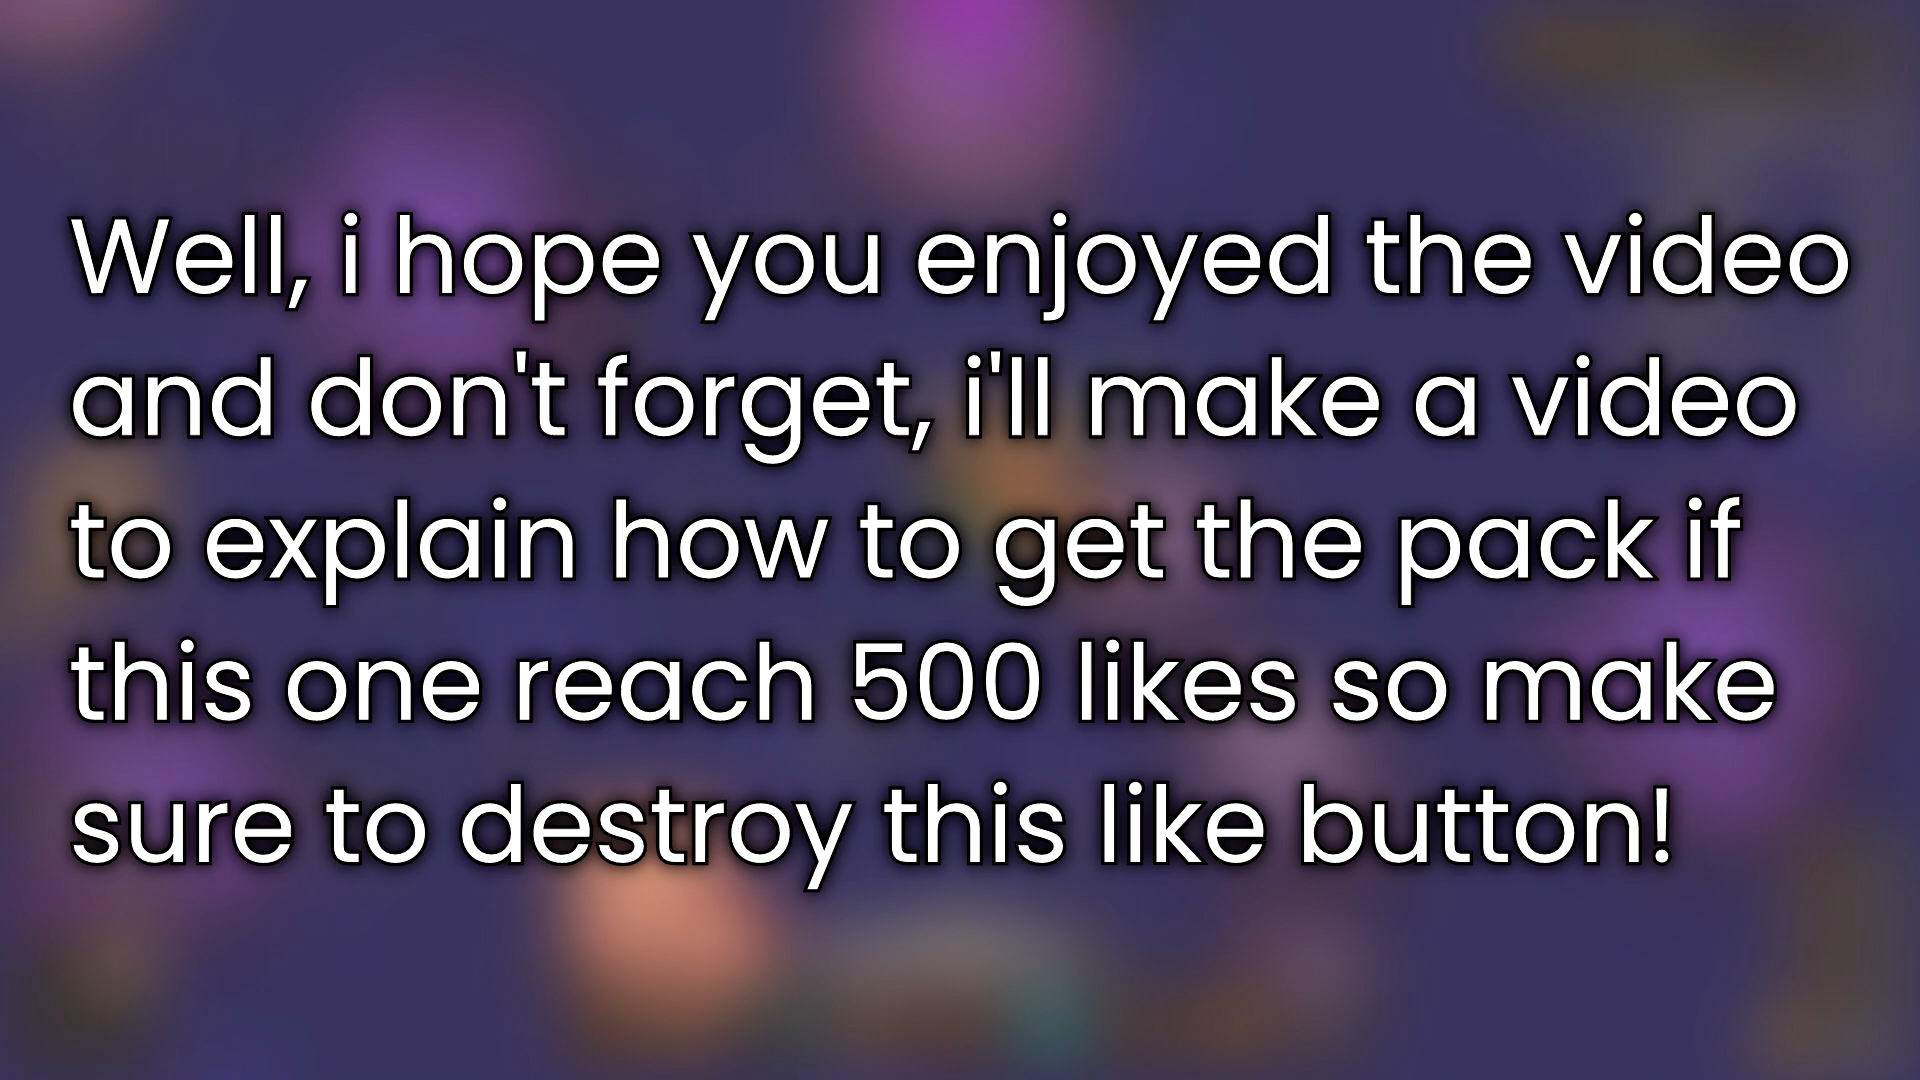 Well, i hope you enjoyed the video
and don't forget, i'll make a video
to explain how to get the pack if
this one reach 500 likes so make
sure to destroy this like button!